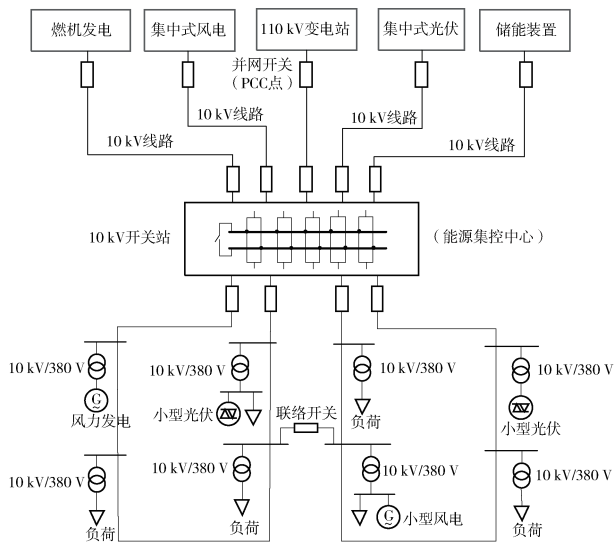 燃机发电
集中式风电
110 kV变电站
集中式光伏
储能装置
并网开关
（PCC点）
10 kV线路
10 kV线路
10 kV线路
10 kV线路
10 kV开关站
（能源集控中心）
10 kV/380 V
G
风力发电
10 kV/380 V
小型光伏
10 kV/380 V
负荷
10 kV/380 V
小型光伏
联络开关
10 kV/380 V
负荷
10 kV/380 V
负荷
10 kV/380 V
G
小型风电
10 kV/380 V
负荷